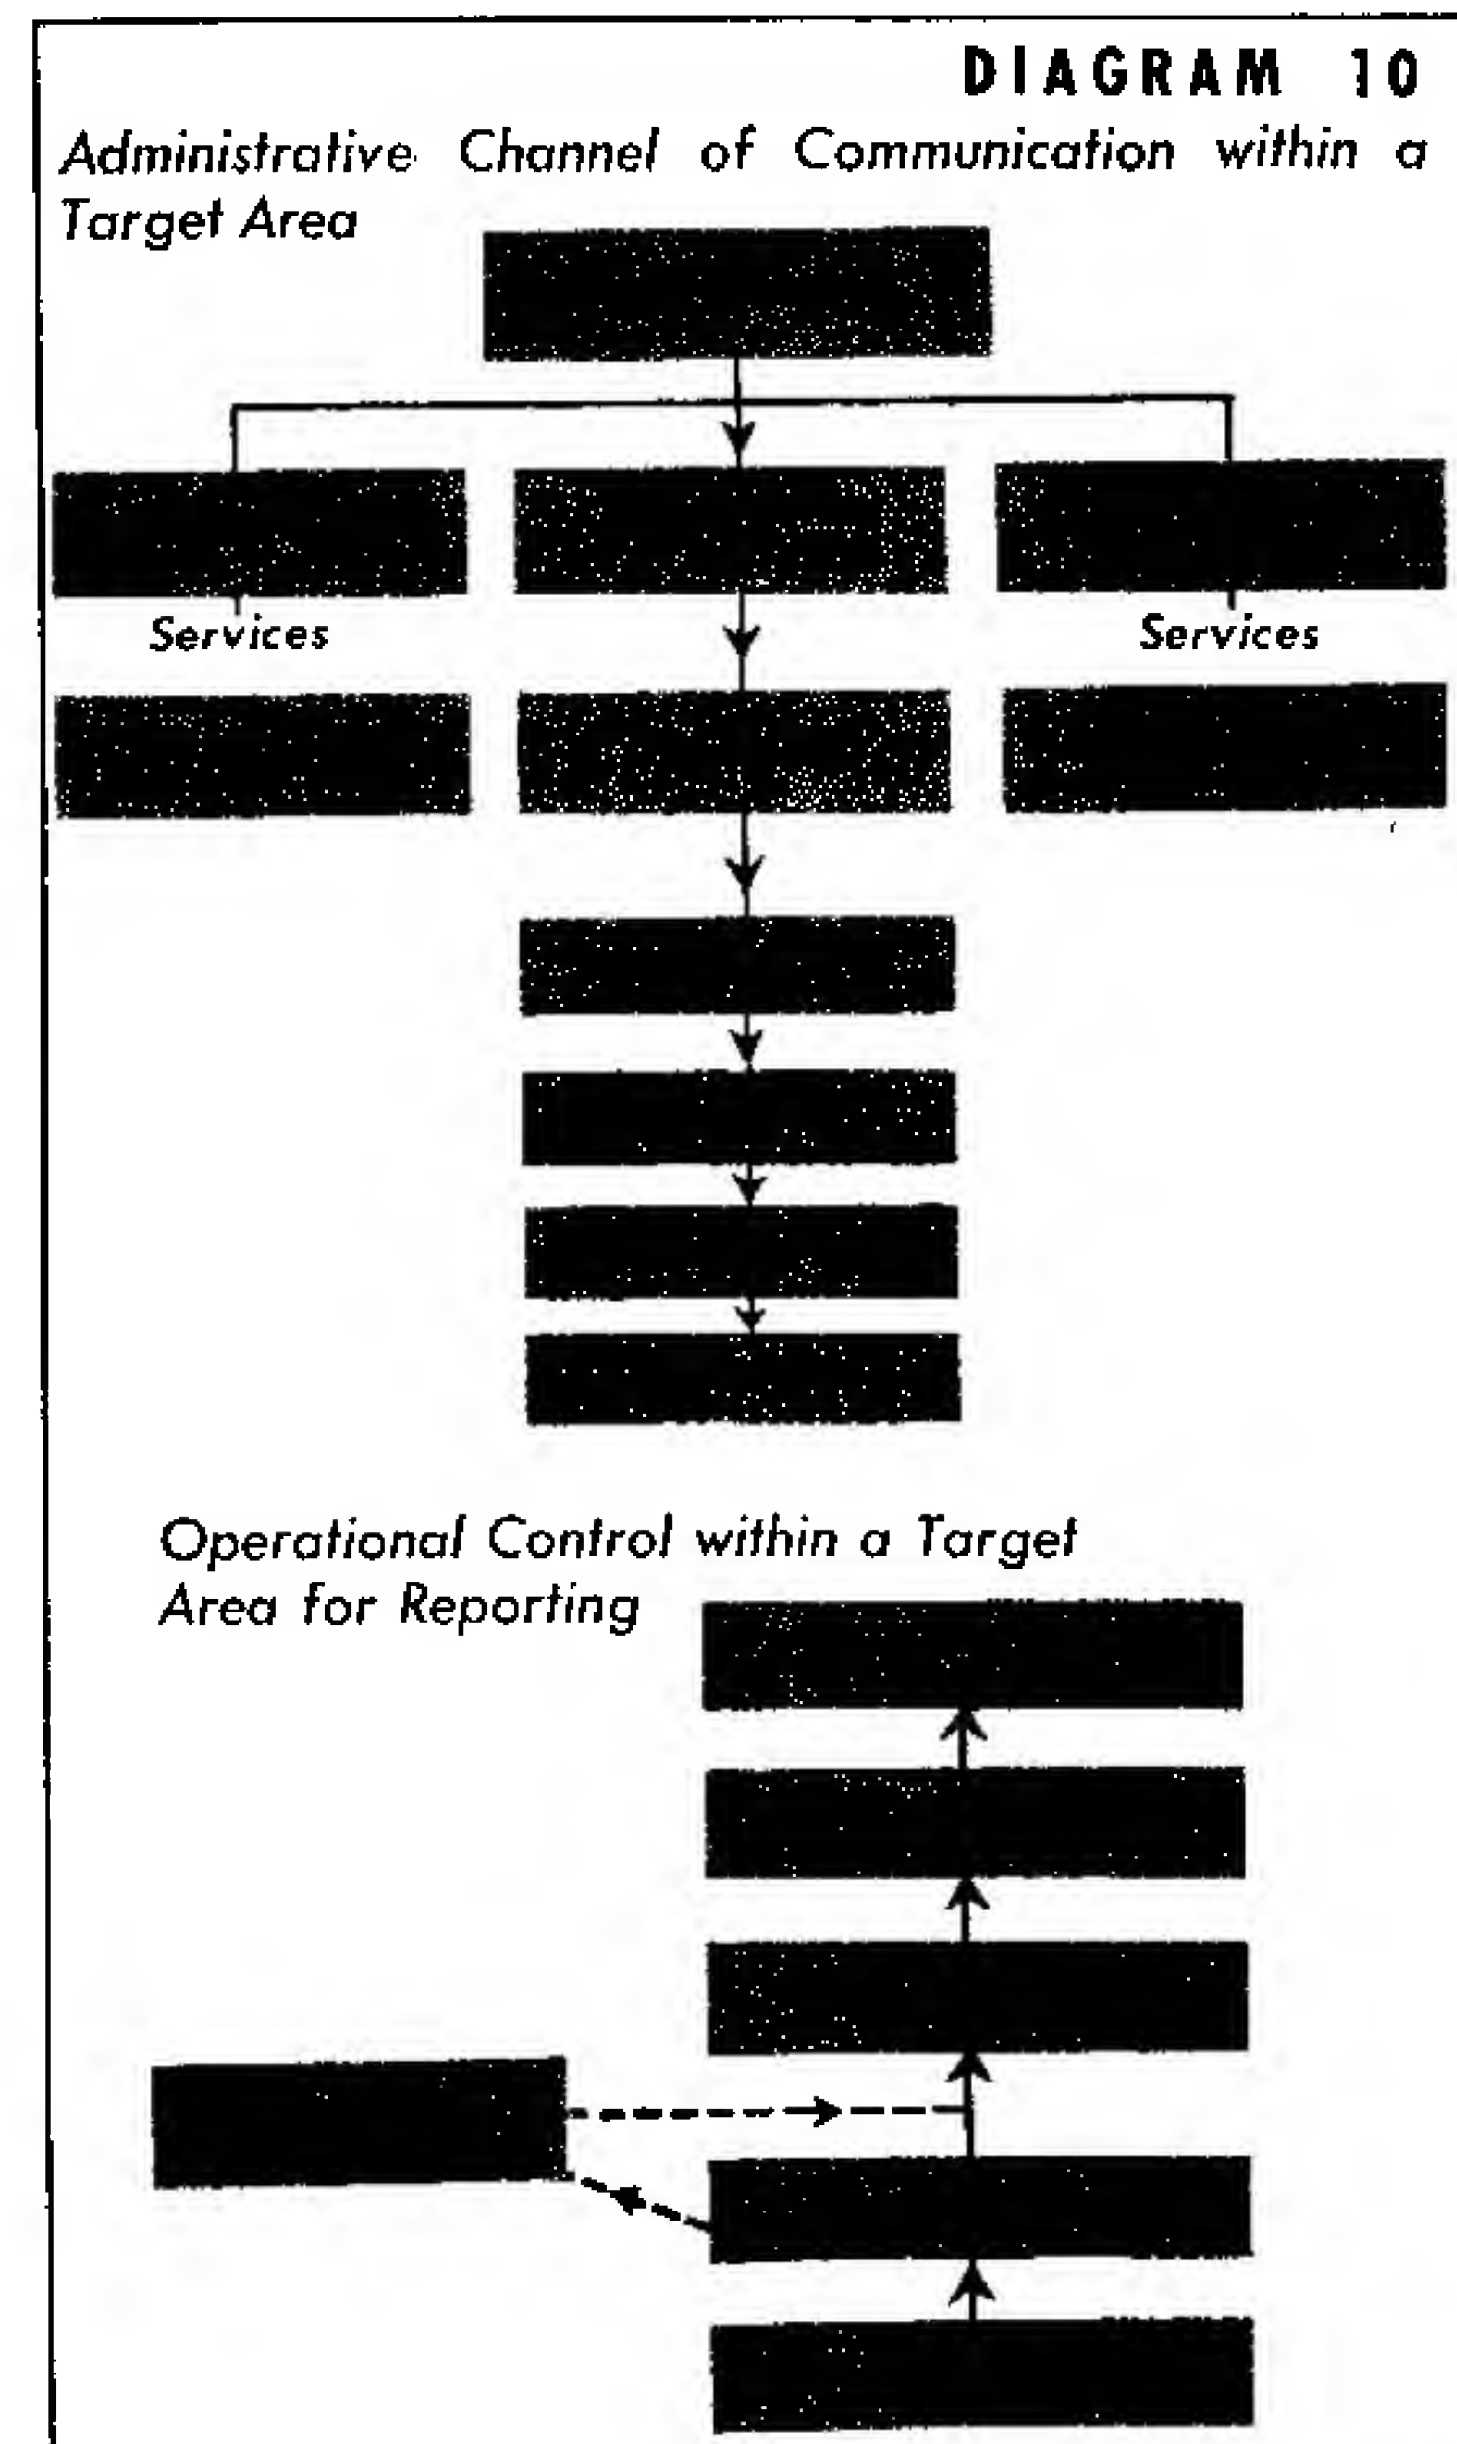 DIAGRAM 10
Administrative Channel of Communication within a
Target Area
Services
Services
Operational Control within a Target
Area for Reporting